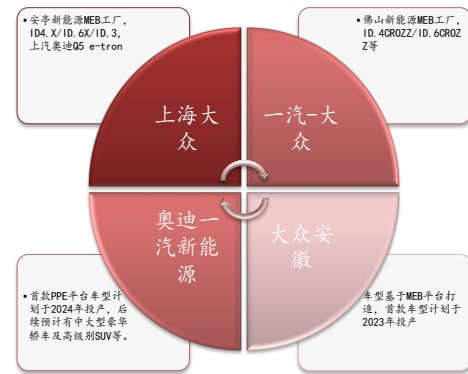 •安亭新能源MEB工厂,
ID4.X/ID.6X/ID.3,
上汽奥迪Q5 e-tron
•佛山新能源MEB工厂,
ID.4CROZZ/ID.6CROZ
Z等
上海大
众
一汽-大
众
奥迪一
汽新能
源
大众安
徽
•首款PPE平台车型计
划于2024年投产，后
续预计有中大型豪华
轿车及高级别SUV等。
车型基于MEB平台打
造，首款车型计划于
2023年投产